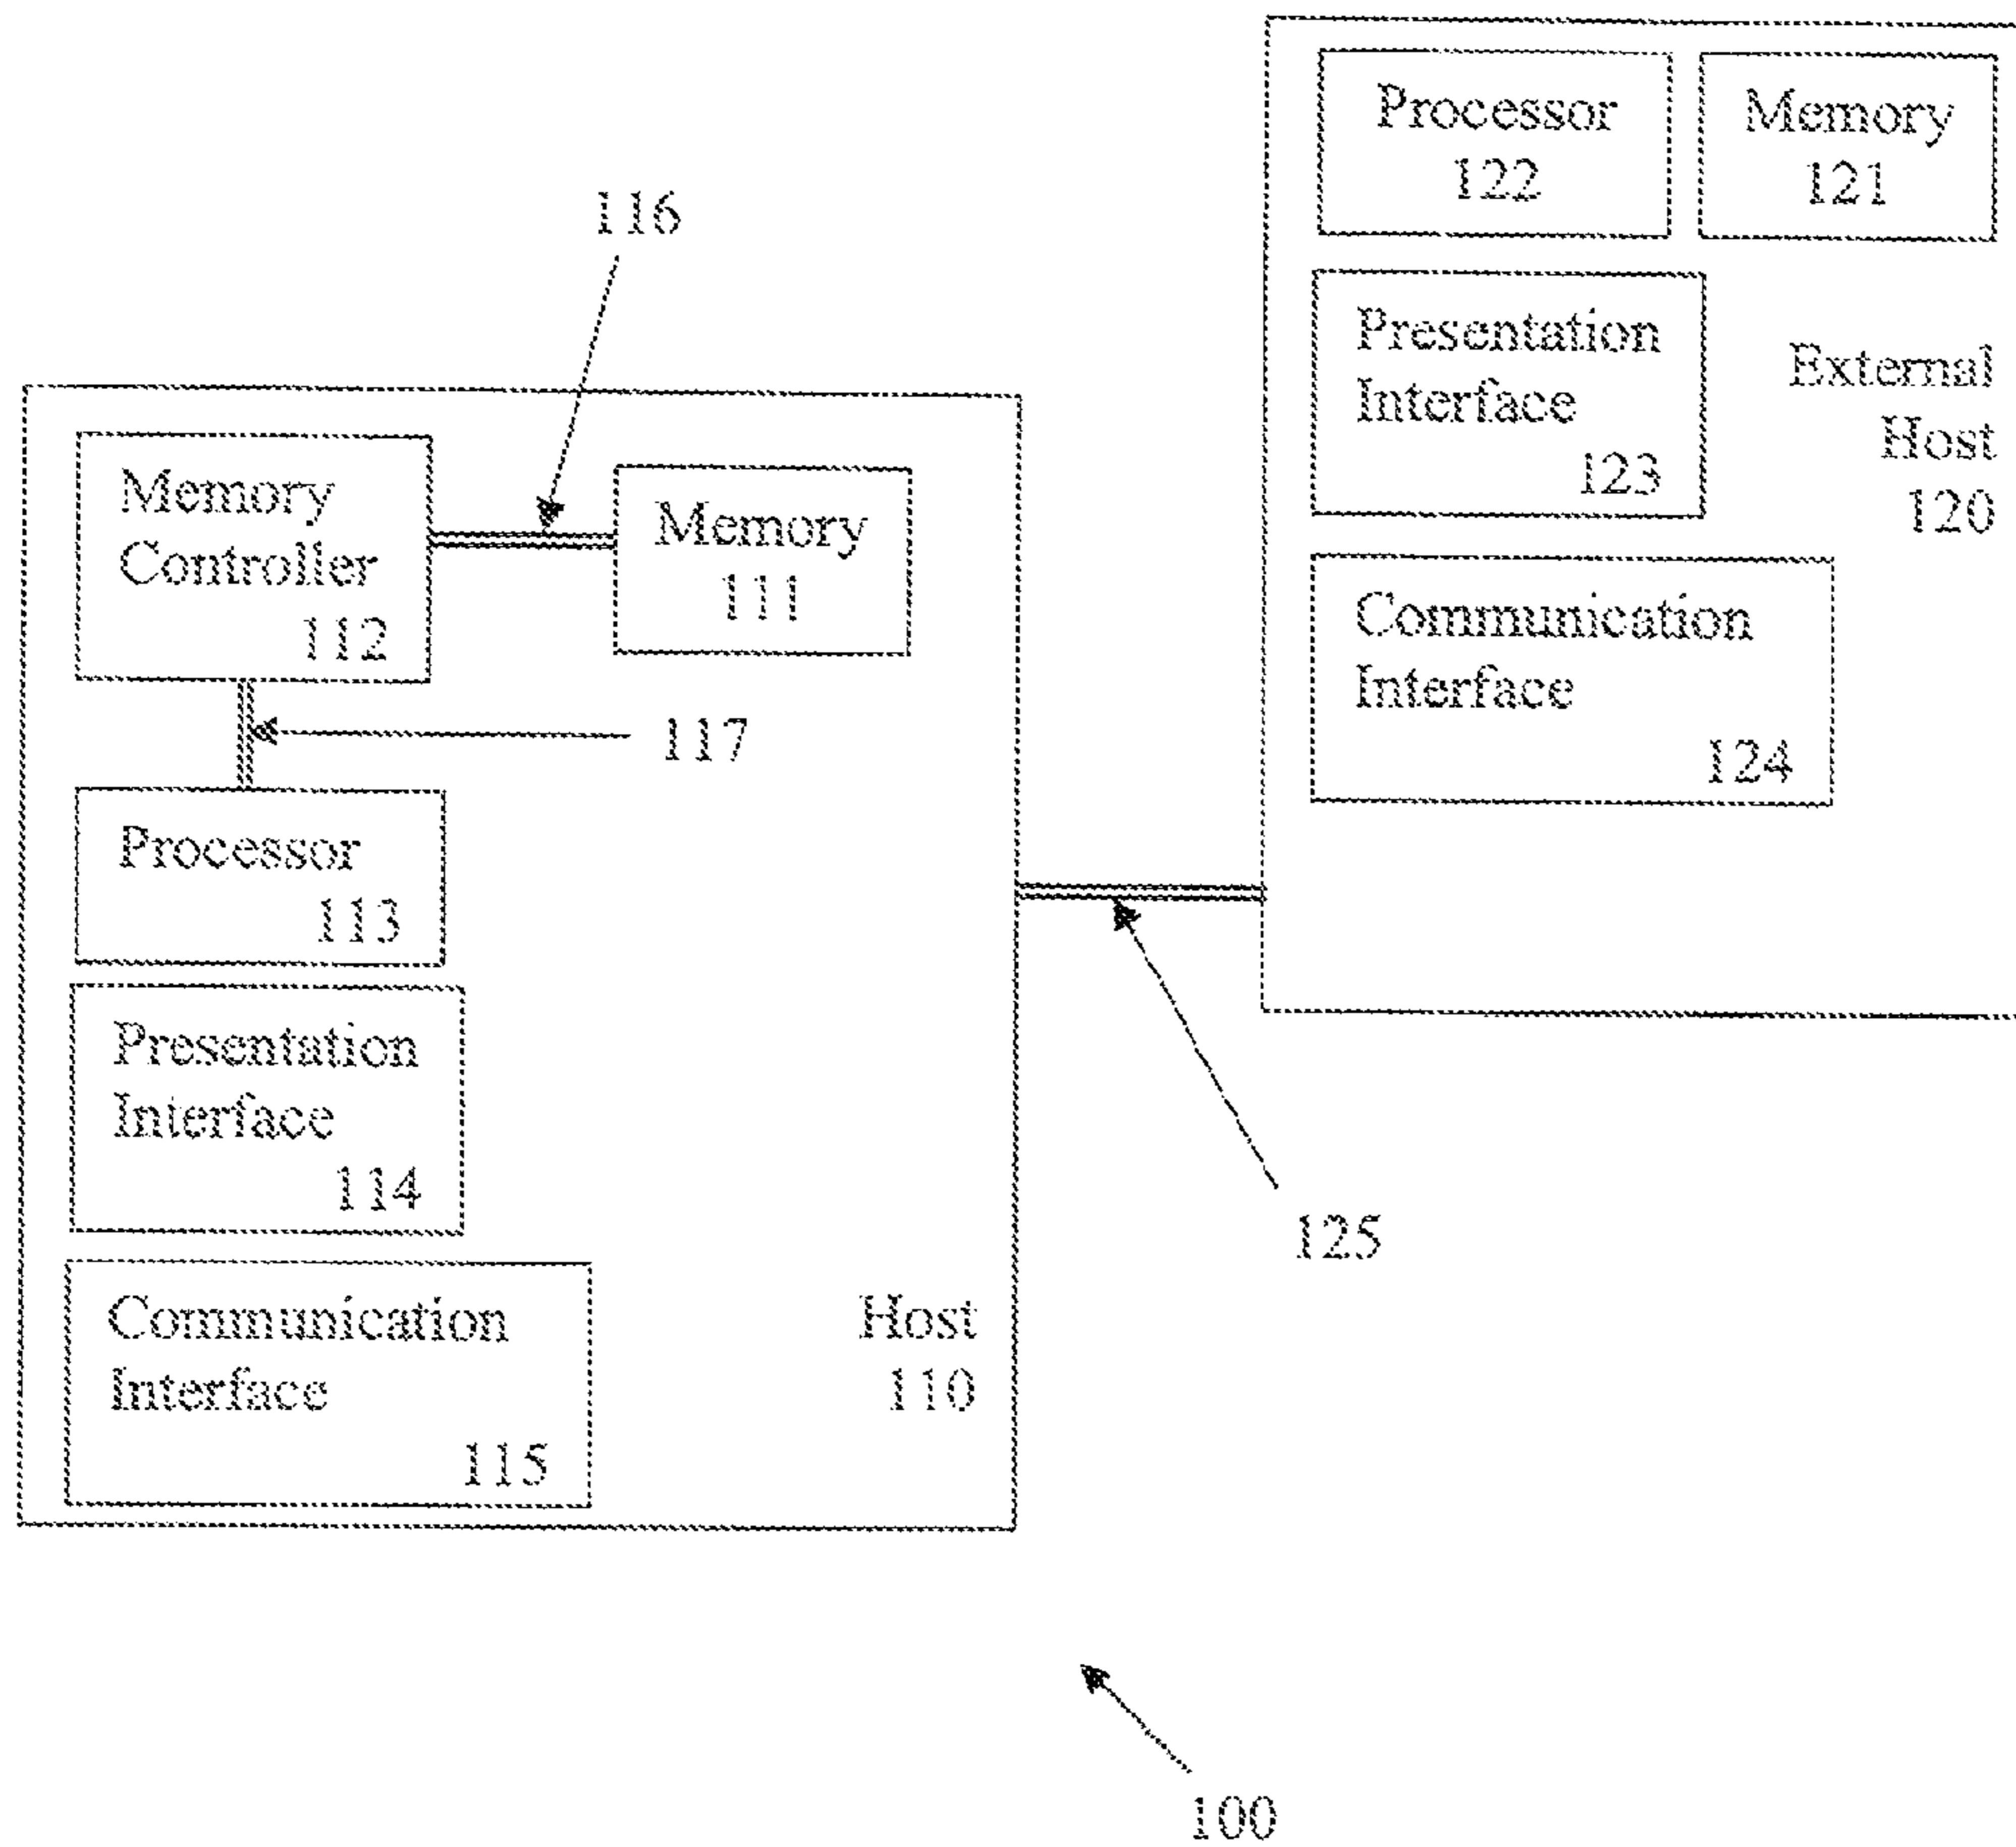 Processor
122
Memory
121
Presentation
Interface
123
External
Host
120
Communication
Interface
124
116
Memory
Controller
112
Memory
111
117
Processor
113
Presentation
Interface
114
Communication
Interface
115
Host
110
125
100